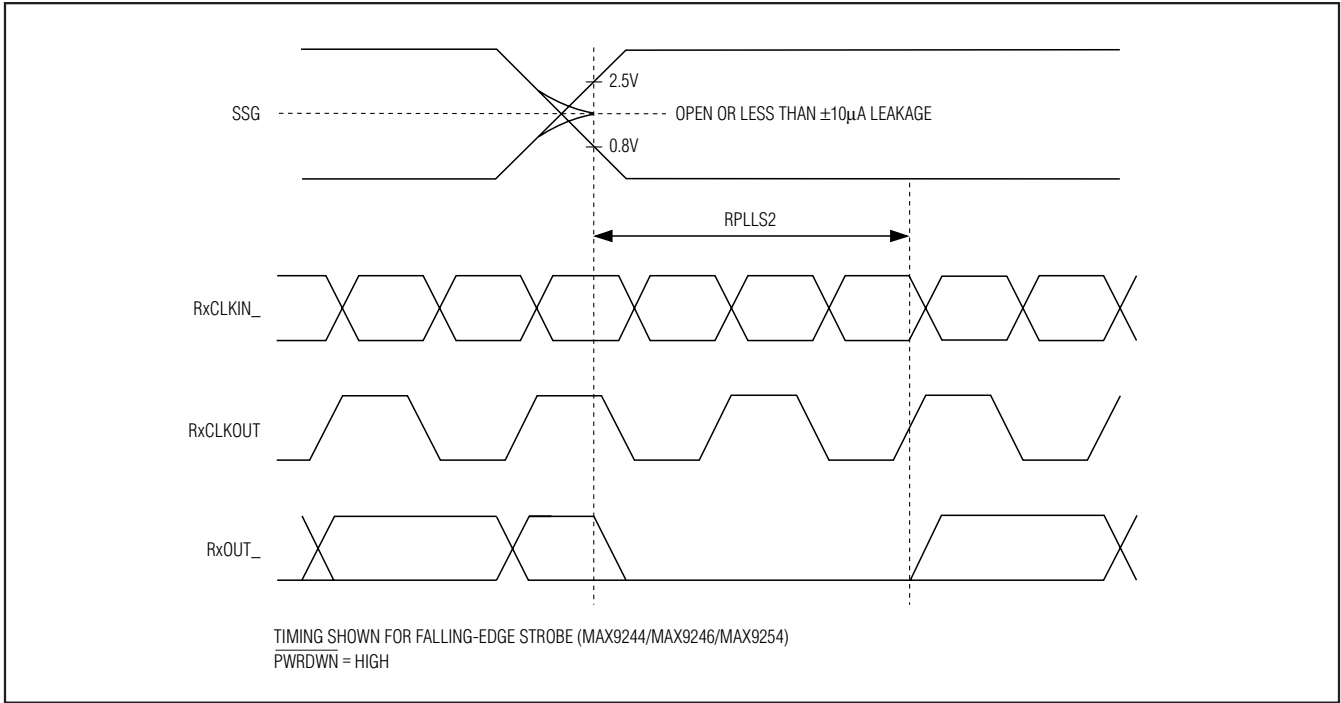 2.5V
SSG
OPEN OR LESS THAN ±10µA LEAKAGE
0.8V
RPLLS2
RxCLKIN_
RxCLKOUT
RxOUT_
TIMING SHOWN FOR FALLING-EDGE STROBE (MAX9244/MAX9246/MAX9254)
P̅W̅R̅D̅W̅N̅ = HIGH